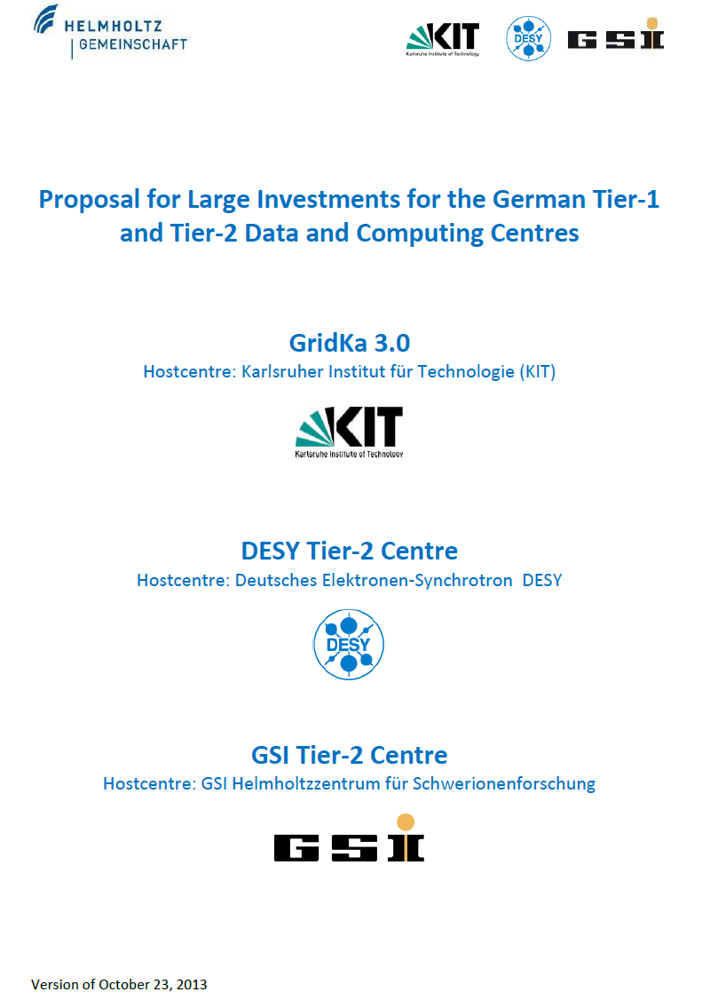 HELMHOLTZ
GEMEINSCHAFT
KIT
Karlsruhe Institute of Technology
DESY
GSI
Proposal for Large Investments for the German Tier-1
and Tier-2 Data and Computing Centres
GridKa 3.0
Hostcentre: Karlsruher Institut für Technologie (KIT)
KIT
Karlsruhe Institute of Technology
DESY Tier-2 Centre
Hostcentre: Deutsches Elektronen-Synchrotron  DESY
DESY
GSI Tier-2 Centre
Hostcentre: GSI Helmholtzzentrum für Schwerionenforschung
GSI
Version of October 23, 2013